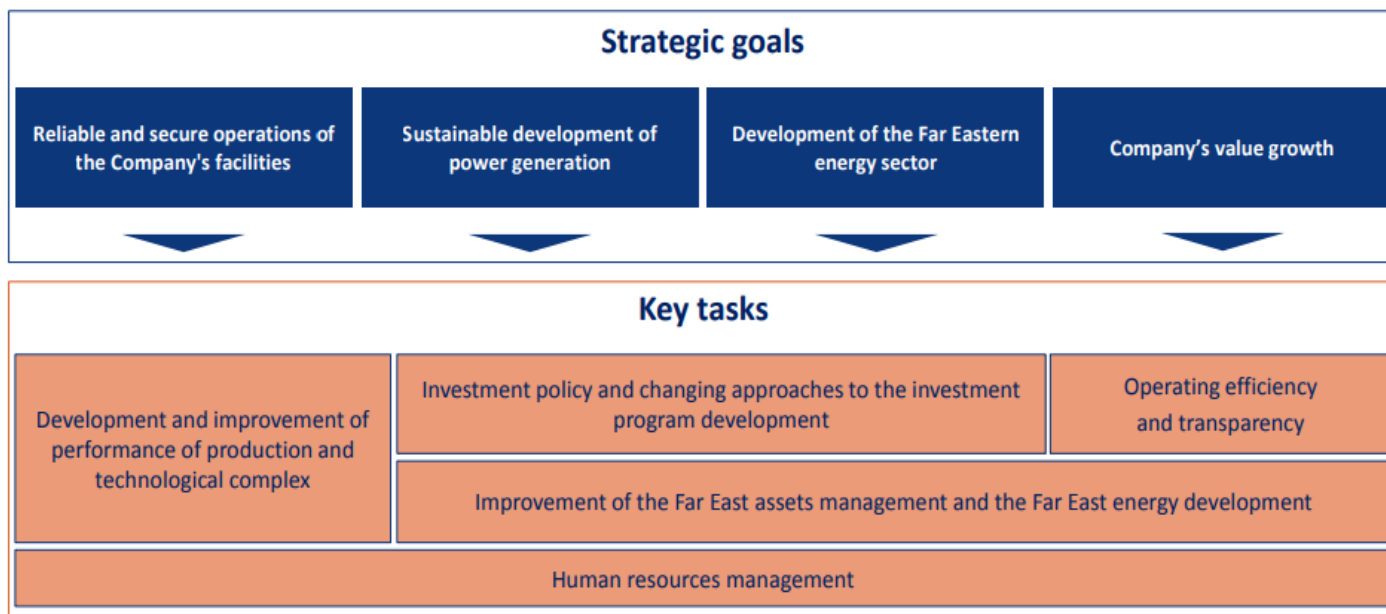 Strategic goals
Reliable and secure operations of
the Company's facilities
Sustainable development of
power generation
Development of the Far Eastern
energy sector
Company’s value growth
Key tasks
Development and improvement of
performance of production and
technological complex
Investment policy and changing approaches to the investment
program development
Operating efficiency
and transparency
Improvement of the Far East assets management and the Far East energy development
Human resources management